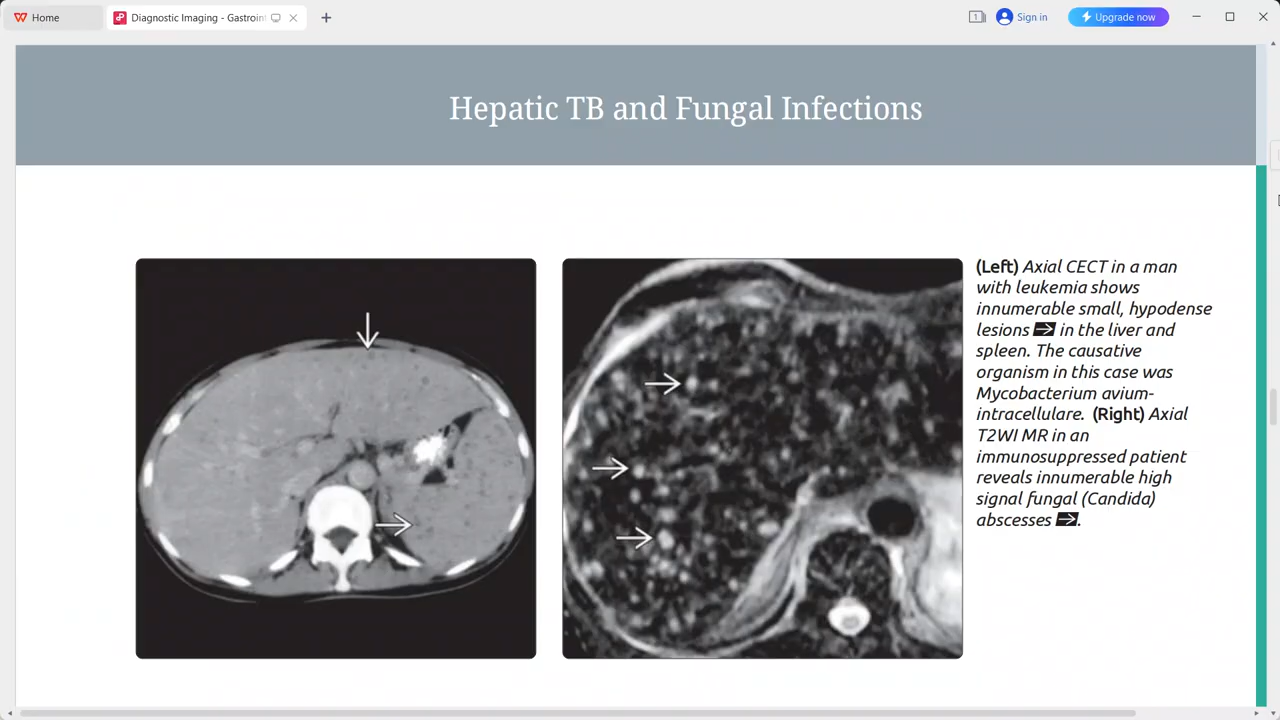 Home
Diagnostic Imaging - Gastroin
1
Sign in
Upgrade now
Hepatic TB and Fungal Infections
(Left) Axial CECT in a man
with leukemia shows
innumerable small, hypodense
lesions ➔ in the liver and
spleen. The causative
organism in this case was
Mycobacterium avium-
intracellulare. (Right) Axial
T2WI MR in an
immunosuppressed patient
reveals innumerable high
signal fungal (Candida)
abscesses ➔.